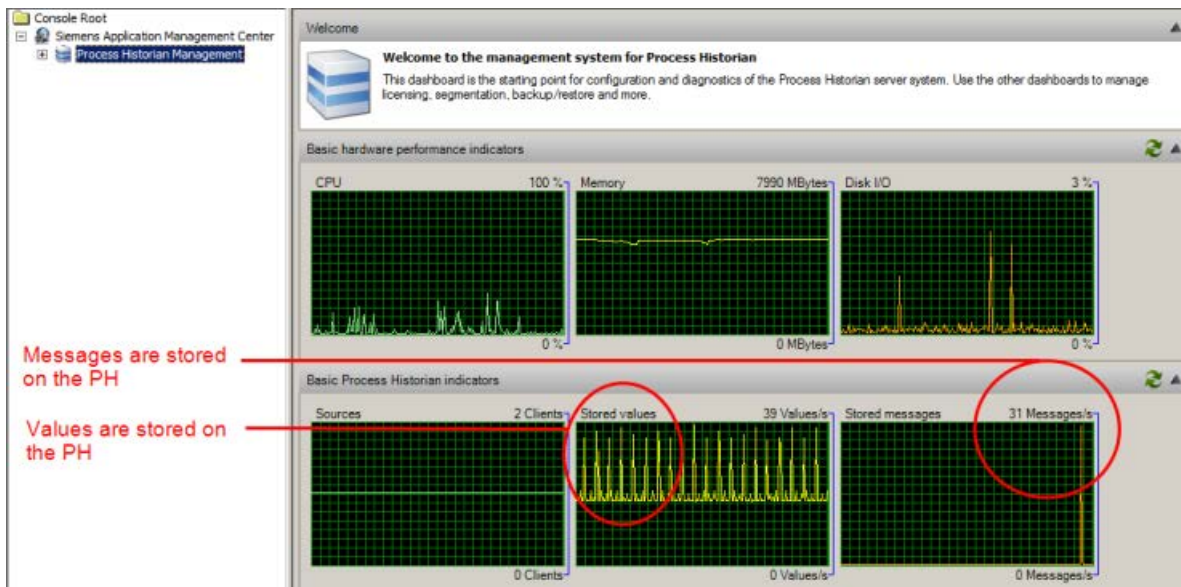 Console Root
Siemens Application Management Center
Process Historian Management
Welcome
Welcome to the management system for Process Historian
This dashboard is the starting point for configuration and diagnostics of the Process Historian server system. Use the other dashboards to manage
licensing, segmentation, backup/restore and more.
Basic hardware performance indicators
CPU 100 % Memory 7990 MBytes Disk I/O 3 %
0 % 0 MBytes 0 %
Messages are stored
on the PH
Basic Process Historian indicators
Sources 2 Clients Stored values 39 Values/s Stored messages 31 Messages/s
Values are stored on
the PH
0 Clients 0 Values/s 0 Messages/s